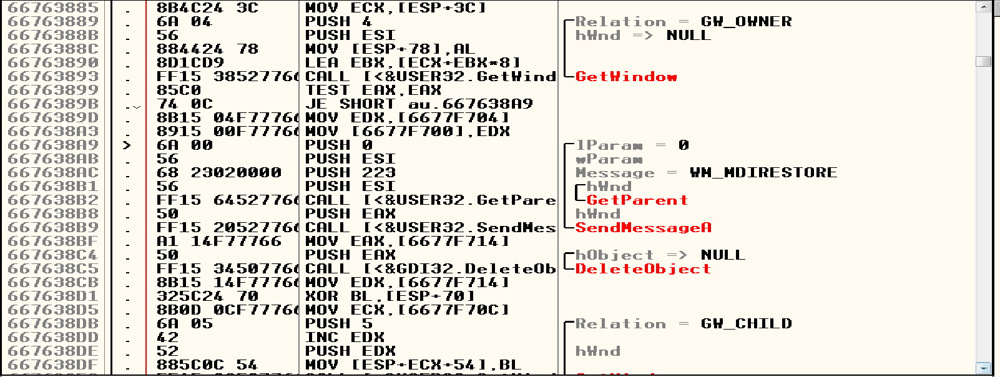 66763885 . 8B4C24 3C MOV ECX,[ESP+3C]
66763889 . 6A 04 PUSH 4 Relation = GW_OWNER
6676388B . 56 PUSH ESI hWnd => NULL
6676388C . 884424 78 MOV [ESP+78],AL
66763890 . 8D1CD9 LEA EBX,[ECX+EBX*8]
66763893 . FF15 38527766 CALL [<&USER32.GetWind GetWindow
66763899 . 85C0 TEST EAX,EAX
6676389B . 74 0C JE SHORT au.667638A9
6676389D . 8B15 04F77766 MOV EDX,[6677F704]
667638A3 . 8915 00F77766 MOV [6677F700],EDX
667638A9 > 6A 00 PUSH 0 lParam = 0
667638AB . 56 PUSH ESI wParam
667638AC . 68 23020000 PUSH 223 Message = WM_MDIRESTORE
667638B1 . 56 PUSH ESI hWnd
667638B2 . FF15 64527766 CALL [<&USER32.GetPare GetParent
667638B8 . 50 PUSH EAX hWnd
667638B9 . FF15 20527766 CALL [<&USER32.SendMes SendMessageA
667638BF . A1 14F77766 MOV EAX,[6677F714]
667638C4 . 50 PUSH EAX hObject => NULL
667638C5 . FF15 34507766 CALL [<&GDI32.DeleteOb DeleteObject
667638CB . 8B15 14F77766 MOV EDX,[6677F714]
667638D1 . 325C24 70 XOR BL,[ESP+70]
667638D5 . 8B0D 0CF77766 MOV ECX,[6677F70C]
667638DB . 6A 05 PUSH 5 Relation = GW_CHILD
667638DD . 42 INC EDX
667638DE . 52 PUSH EDX hWnd
667638DF . 885C0C 54 MOV [ESP+ECX+54],BL